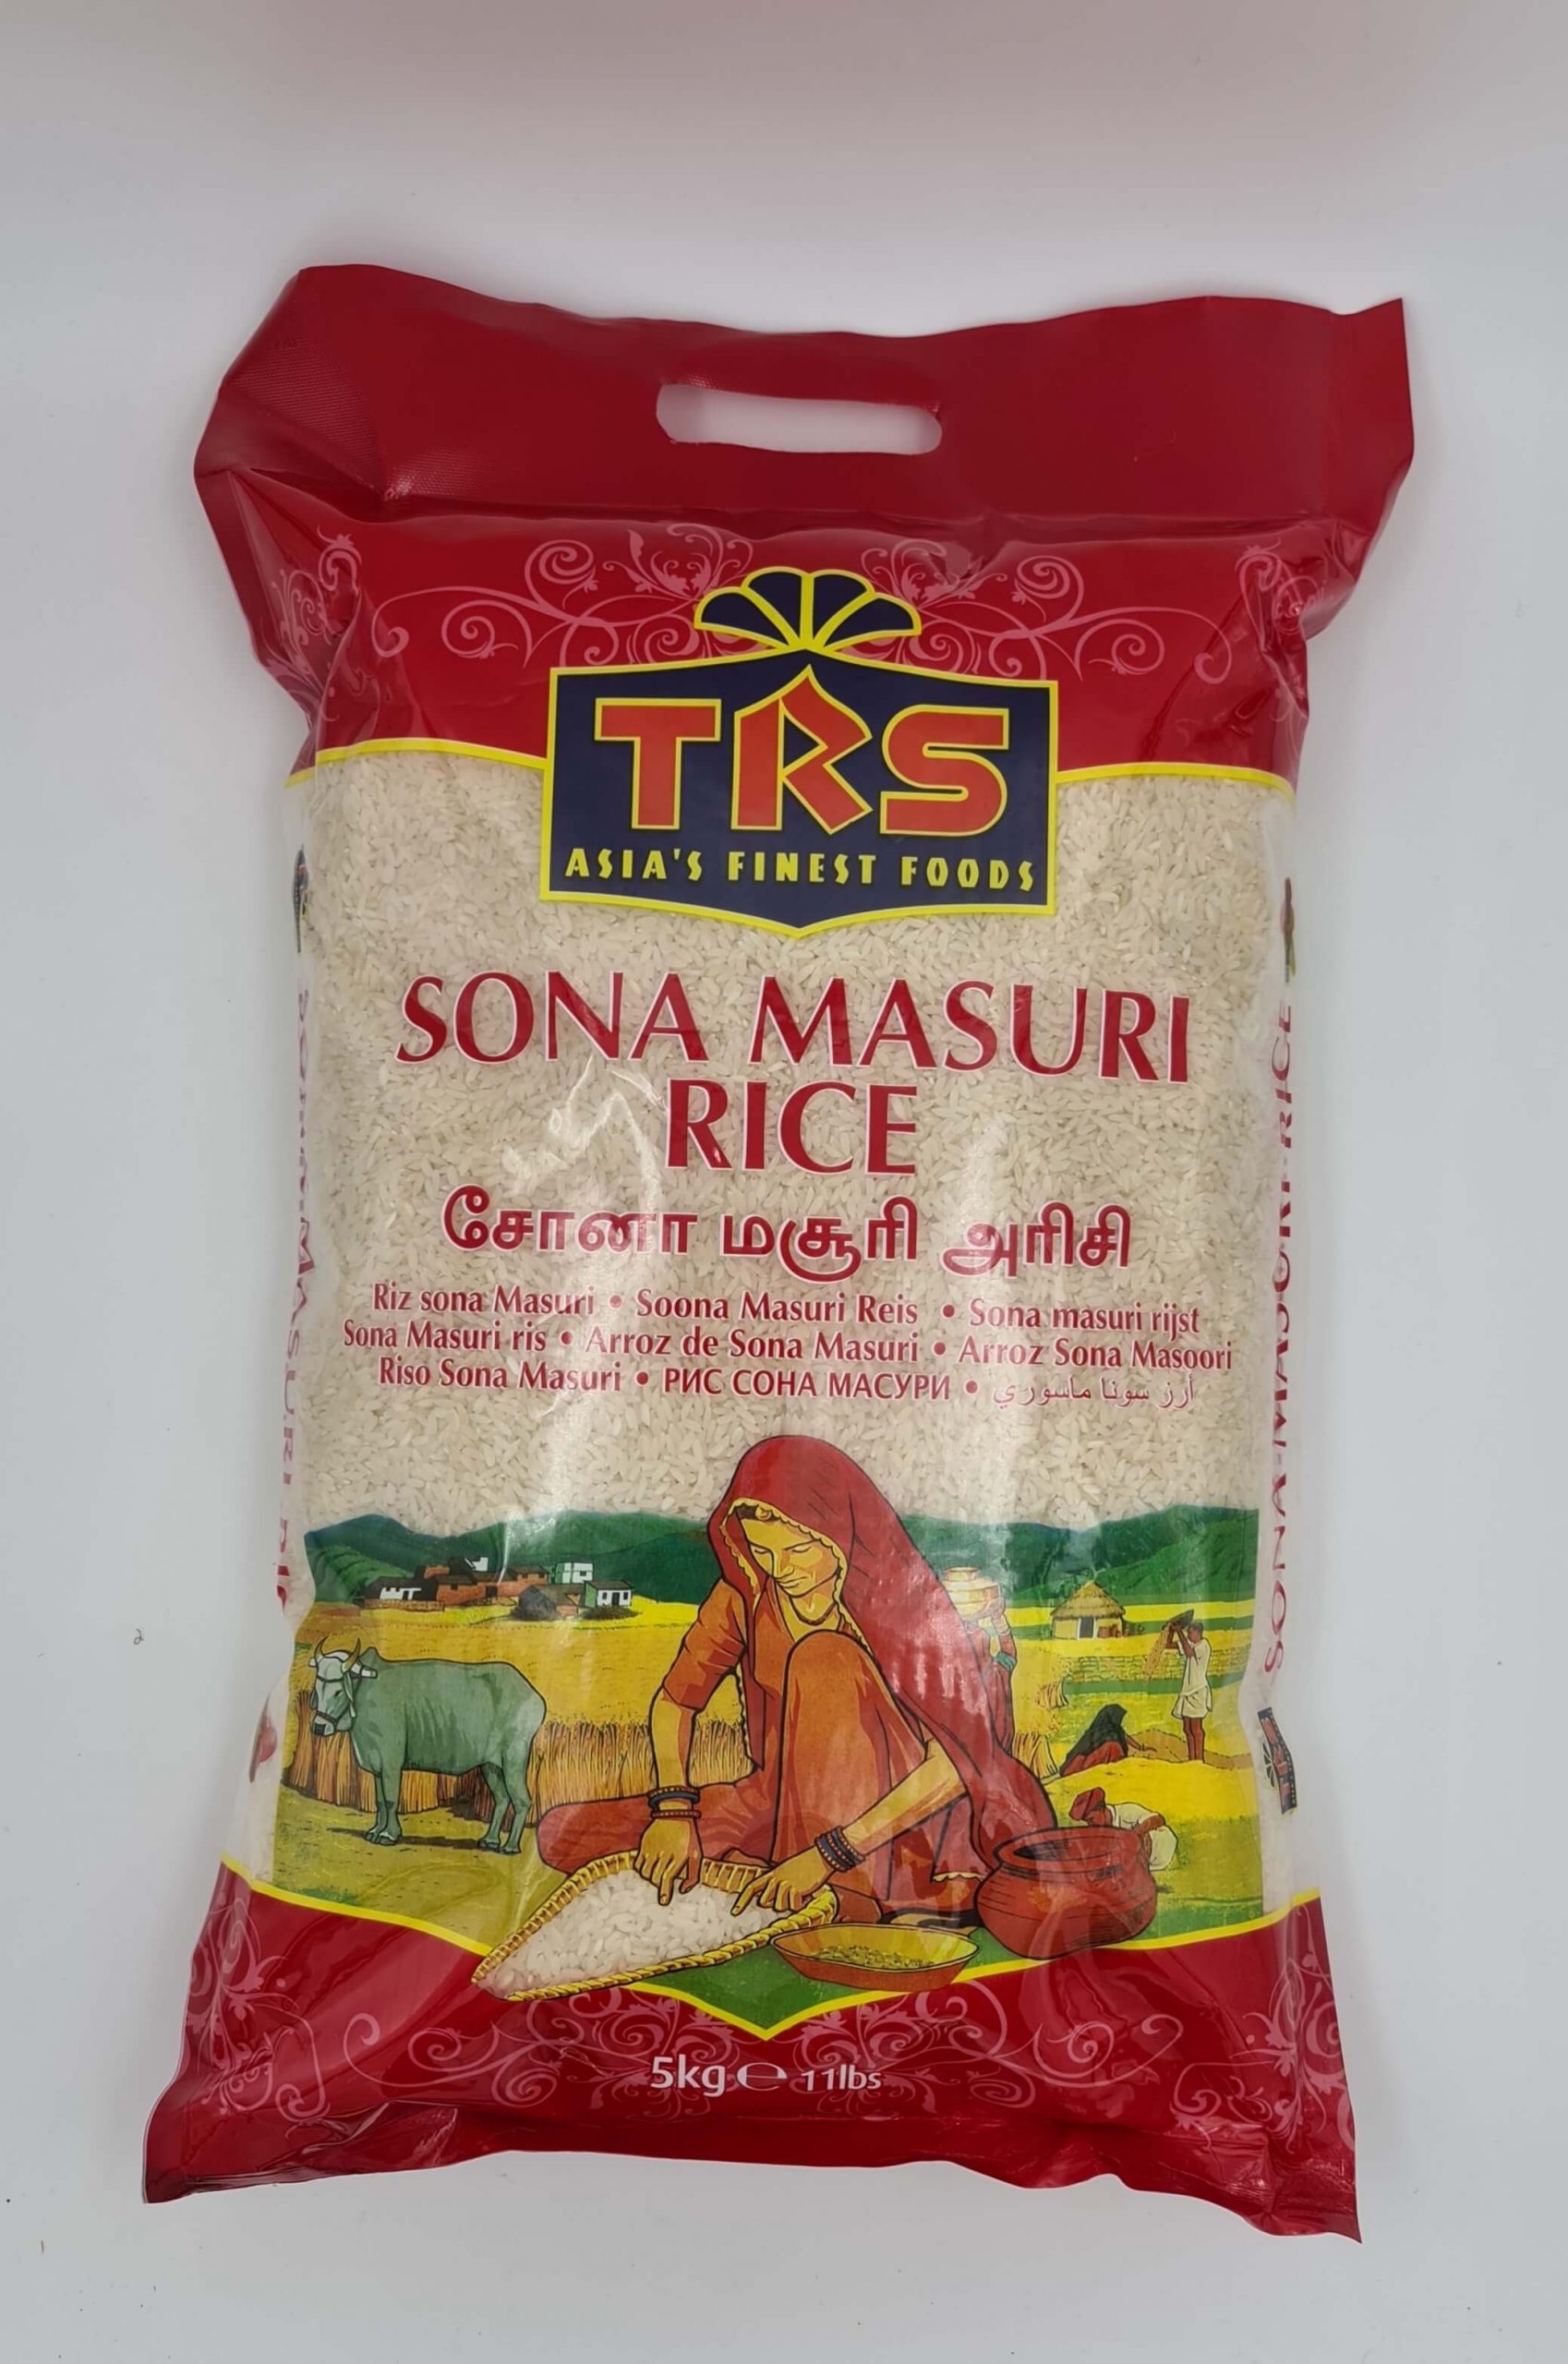 TRS
ASIA'S FINEST FOODS
SONA MASURI
RICE
சோனா மசூரி அரிசி
Riz sona Masuri • Soona Masuri Reis • Sona masuri rijst
Sona Masuri ris • Arroz de Sona Masuri • Arroz Sona Masoori
Riso Sona Masuri • РИС СОНА МАСУРИ • أرز سونا ماسوري
5kg ℮ 11lbs
SONA MASURI RICE